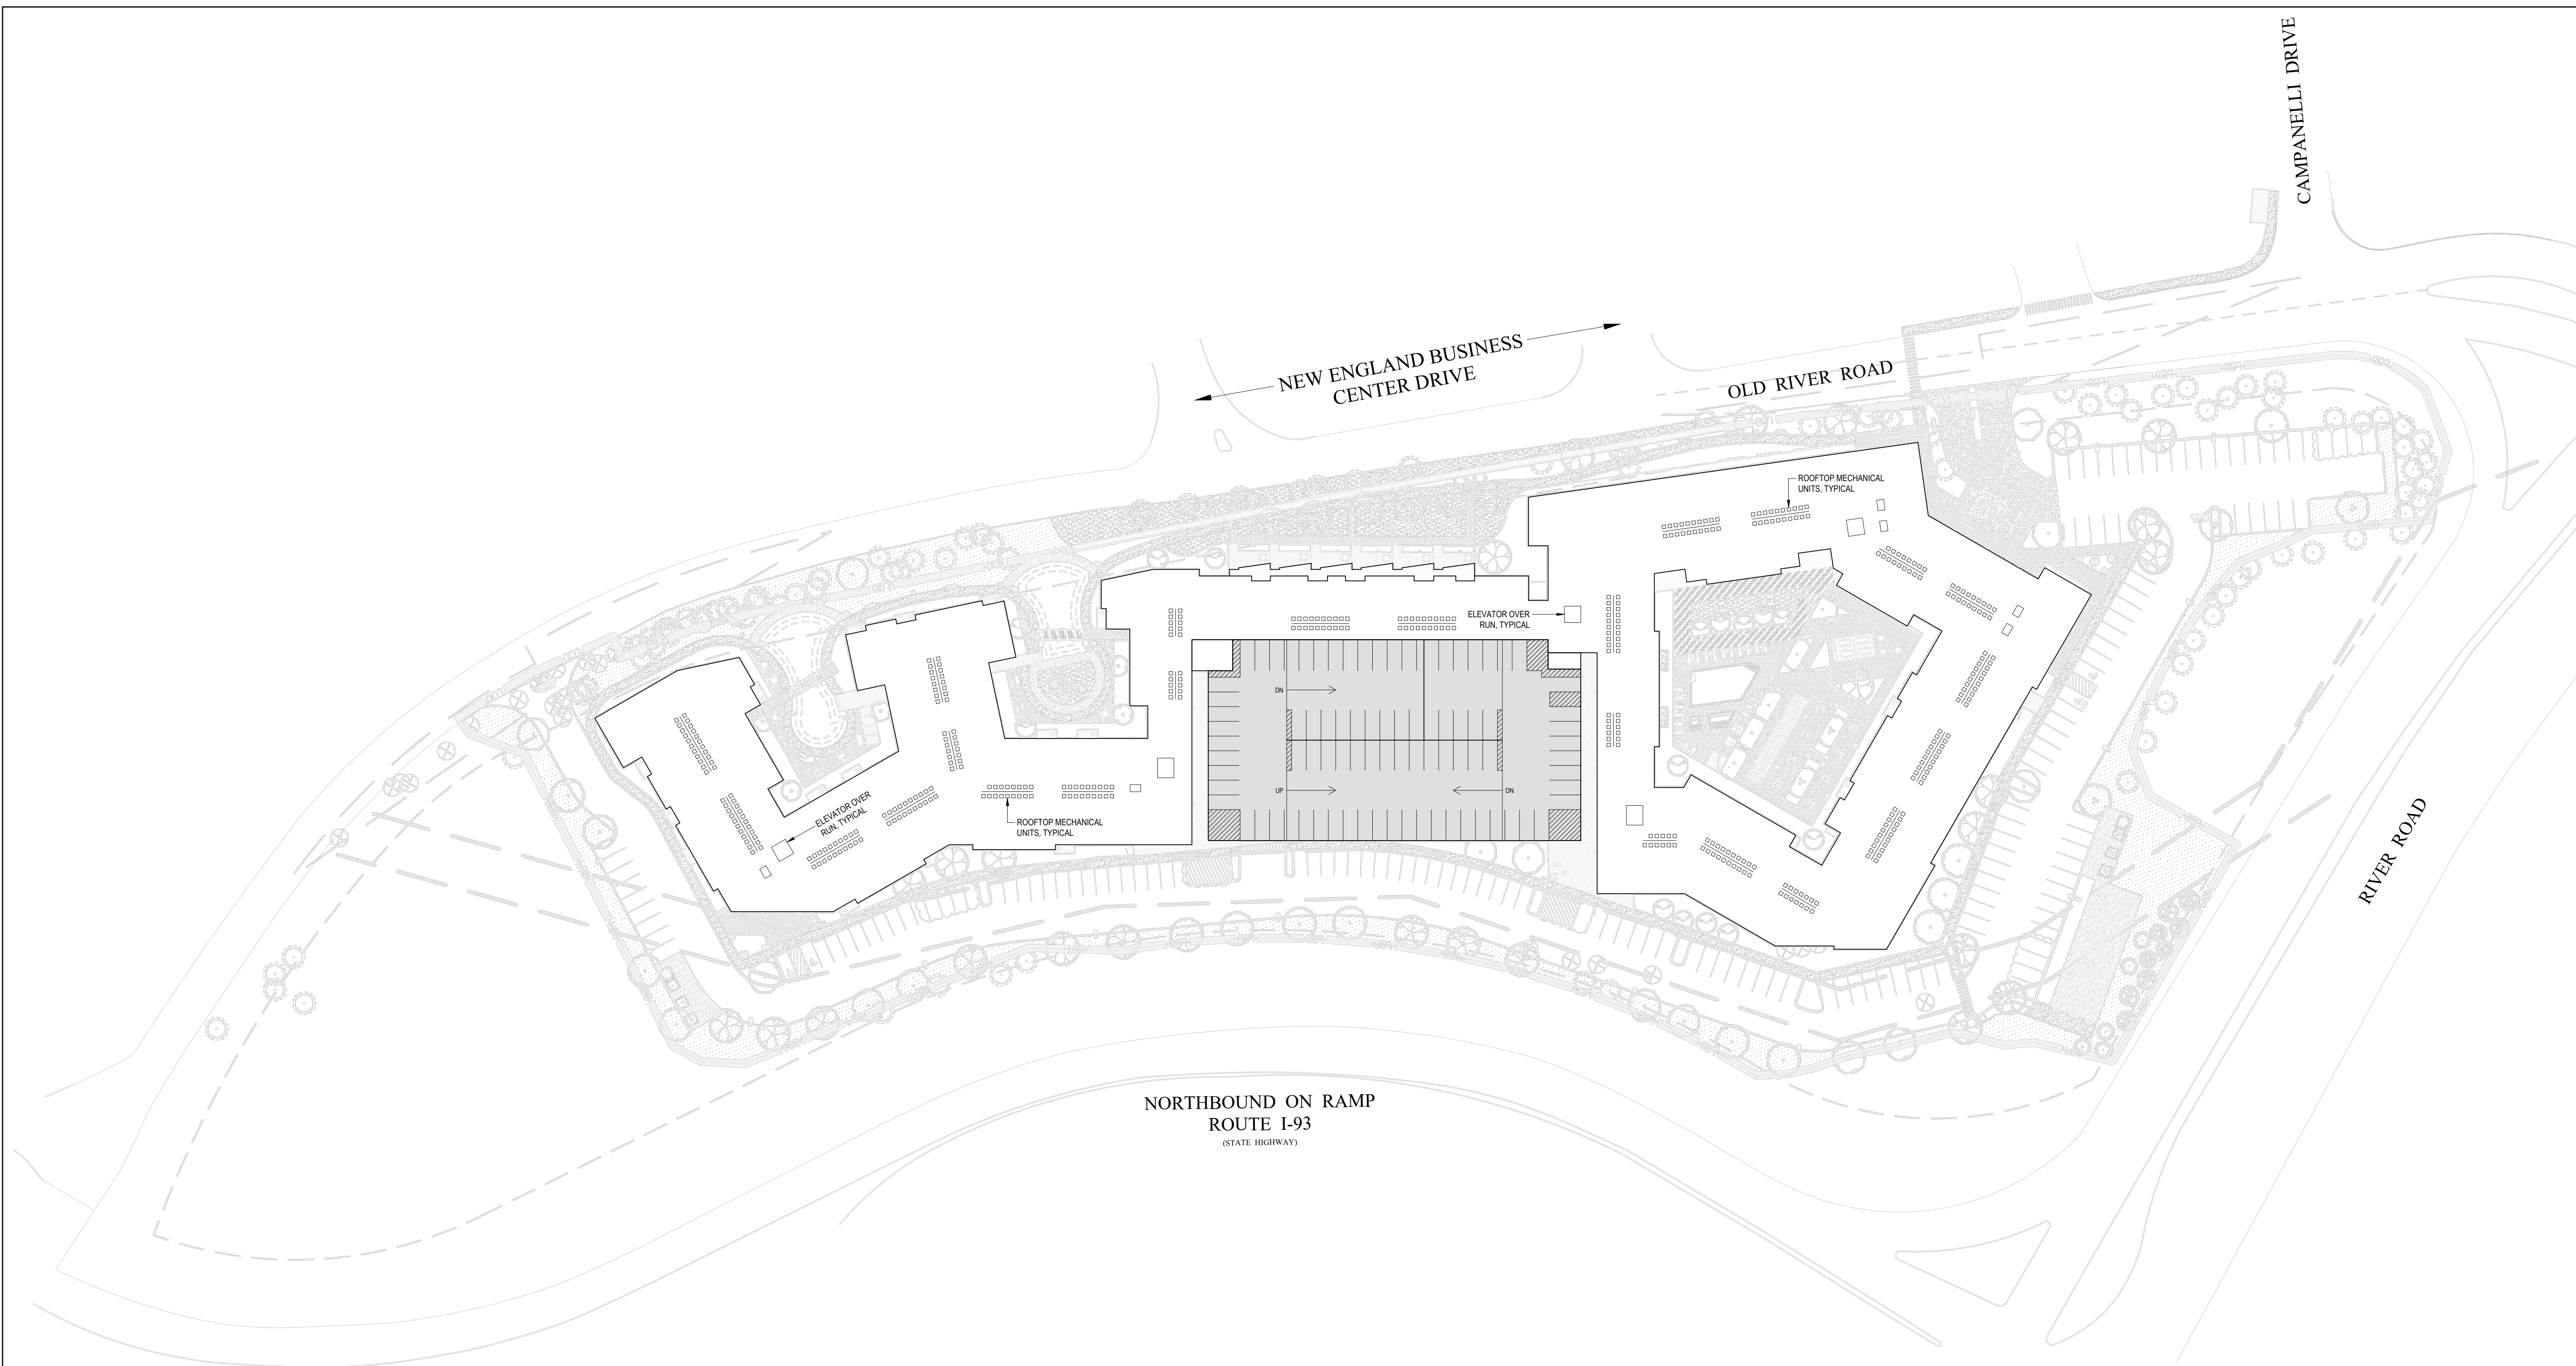 CAMPANELLI DRIVE
NEW ENGLAND BUSINESS
CENTER DRIVE
OLD RIVER ROAD
ROOFTOP MECHANICAL
UNITS, TYPICAL
ELEVATOR OVER
RUN, TYPICAL
DN
UP
DN
ELEVATOR OVER
RUN, TYPICAL
ROOFTOP MECHANICAL
UNITS, TYPICAL
RIVER ROAD
NORTHBOUND ON RAMP
ROUTE I-93
(STATE HIGHWAY)